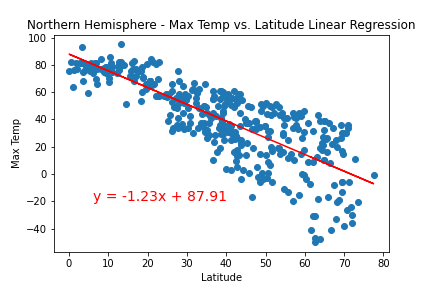 Northern Hemisphere - Max Temp vs. Latitude Linear Regression
100
80
60
40
20
0
−20
−40
Max Temp
y = -1.23x + 87.91
0 10 20 30 40 50 60 70 80
Latitude